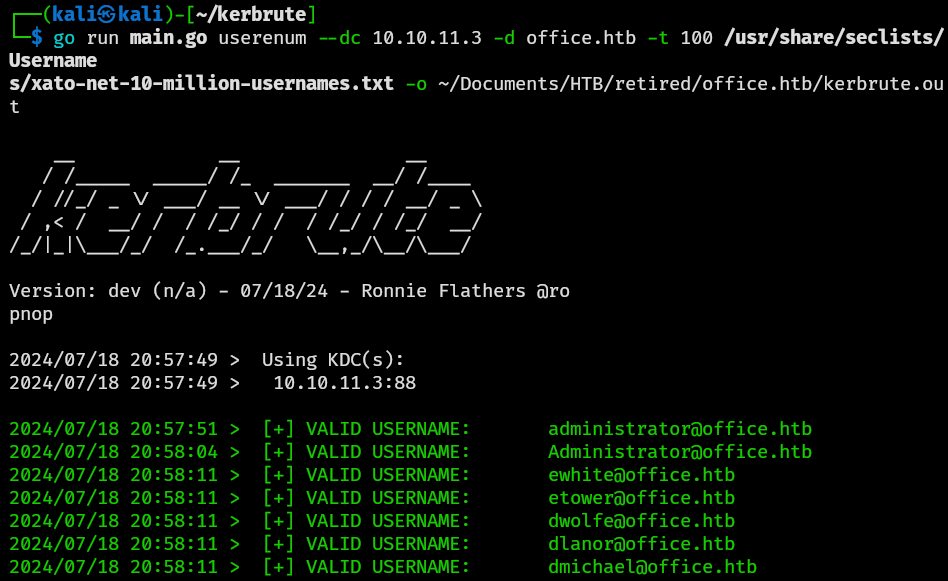 ┌──(kali㉿kali)-[~/kerbrute]
└─$ go run main.go userenum --dc 10.10.11.3 -d office.htb -t 100 /usr/share/seclists/
Username
s/xato-net-10-million-usernames.txt -o ~/Documents/HTB/retired/office.htb/kerbrute.ou
t
kerbrute
Version: dev (n/a) - 07/18/24 - Ronnie Flathers @ro
pnop
2024/07/18 20:57:49 >  Using KDC(s):
2024/07/18 20:57:49 >   10.10.11.3:88
2024/07/18 20:57:51 >  [+] VALID USERNAME:       administrator@office.htb
2024/07/18 20:58:04 >  [+] VALID USERNAME:       Administrator@office.htb
2024/07/18 20:58:11 >  [+] VALID USERNAME:       ewhite@office.htb
2024/07/18 20:58:11 >  [+] VALID USERNAME:       etower@office.htb
2024/07/18 20:58:11 >  [+] VALID USERNAME:       dwolfe@office.htb
2024/07/18 20:58:11 >  [+] VALID USERNAME:       dlanor@office.htb
2024/07/18 20:58:11 >  [+] VALID USERNAME:       dmichael@office.htb